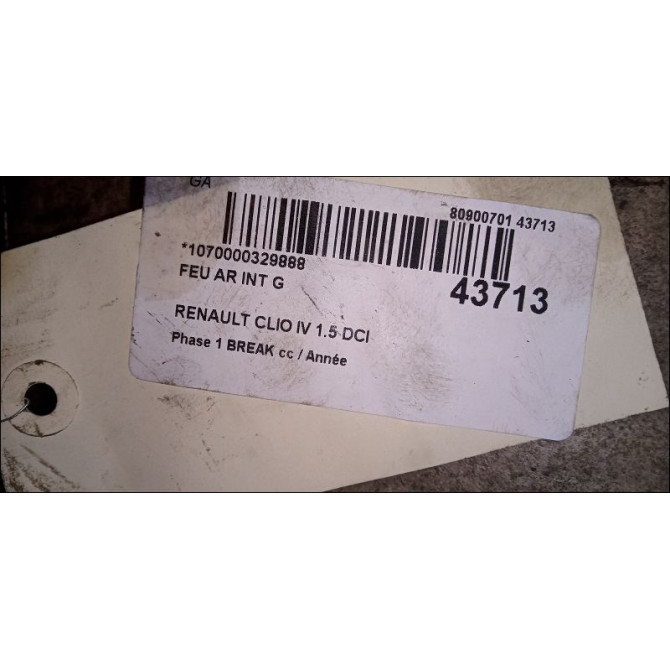 GA
80900701 43713
*1070000329888
FEU AR INT G
43713
RENAULT CLIO IV 1.5 DCI
Phase 1 BREAK cc / Année